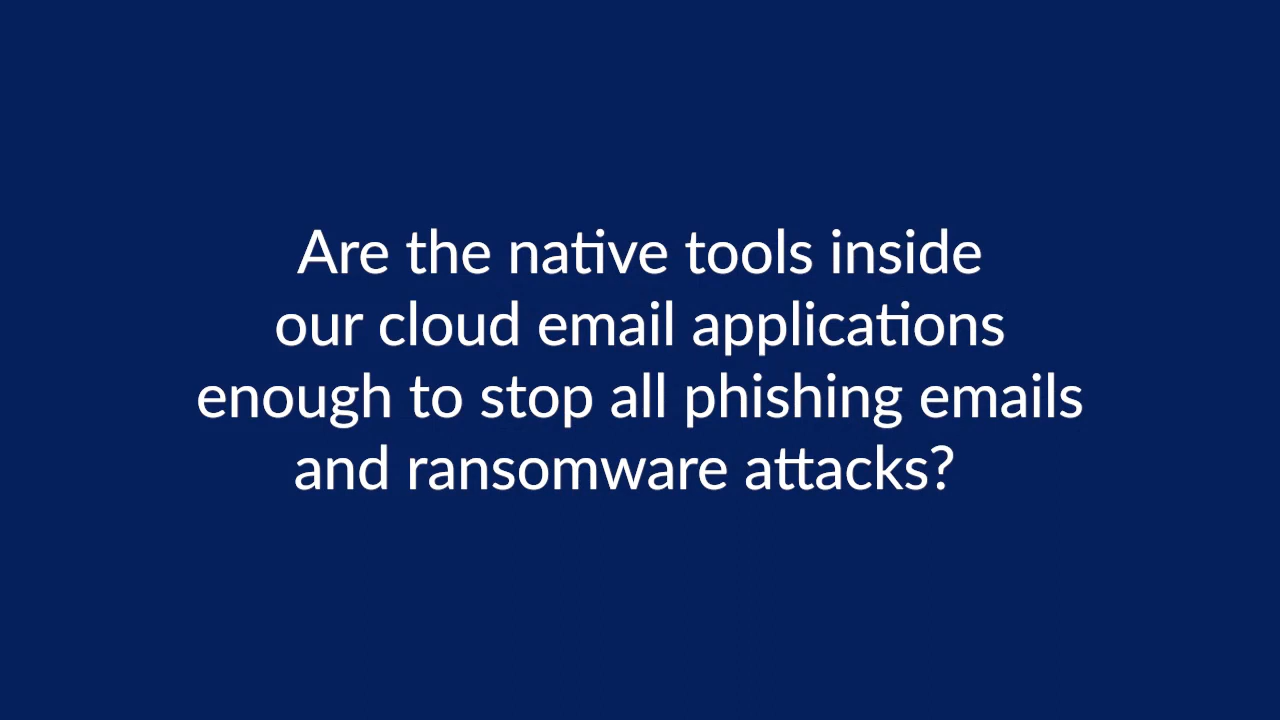 Are the native tools inside
our cloud email applications
enough to stop all phishing emails
and ransomware attacks?